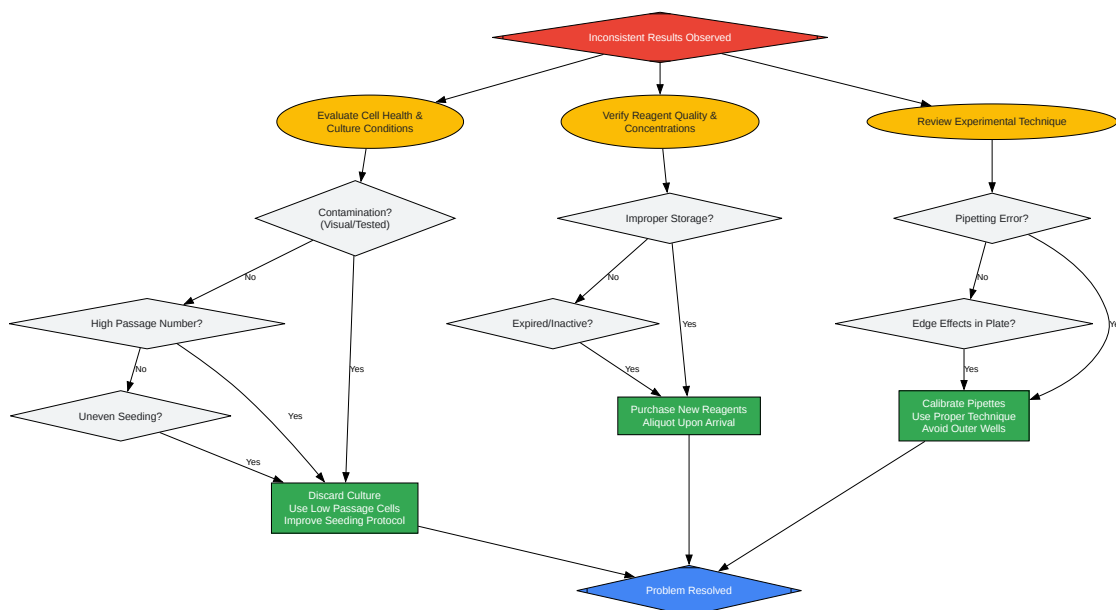 Inconsistent Results Observed
Evaluate Cell Health &
Culture Conditions
Verify Reagent Quality &
Concentrations
Review Experimental Technique
Contamination?
(Visual/Tested)
Improper Storage?
Pipetting Error?
No
No
No
High Passage Number?
Expired/Inactive?
Yes
Edge Effects in Plate?
No
Yes
Yes
Yes
Uneven Seeding?
Yes
Purchase New Reagents
Aliquot Upon Arrival
Calibrate Pipettes
Use Proper Technique
Avoid Outer Wells
Yes
Discard Culture
Use Low Passage Cells
Improve Seeding Protocol
Problem Resolved